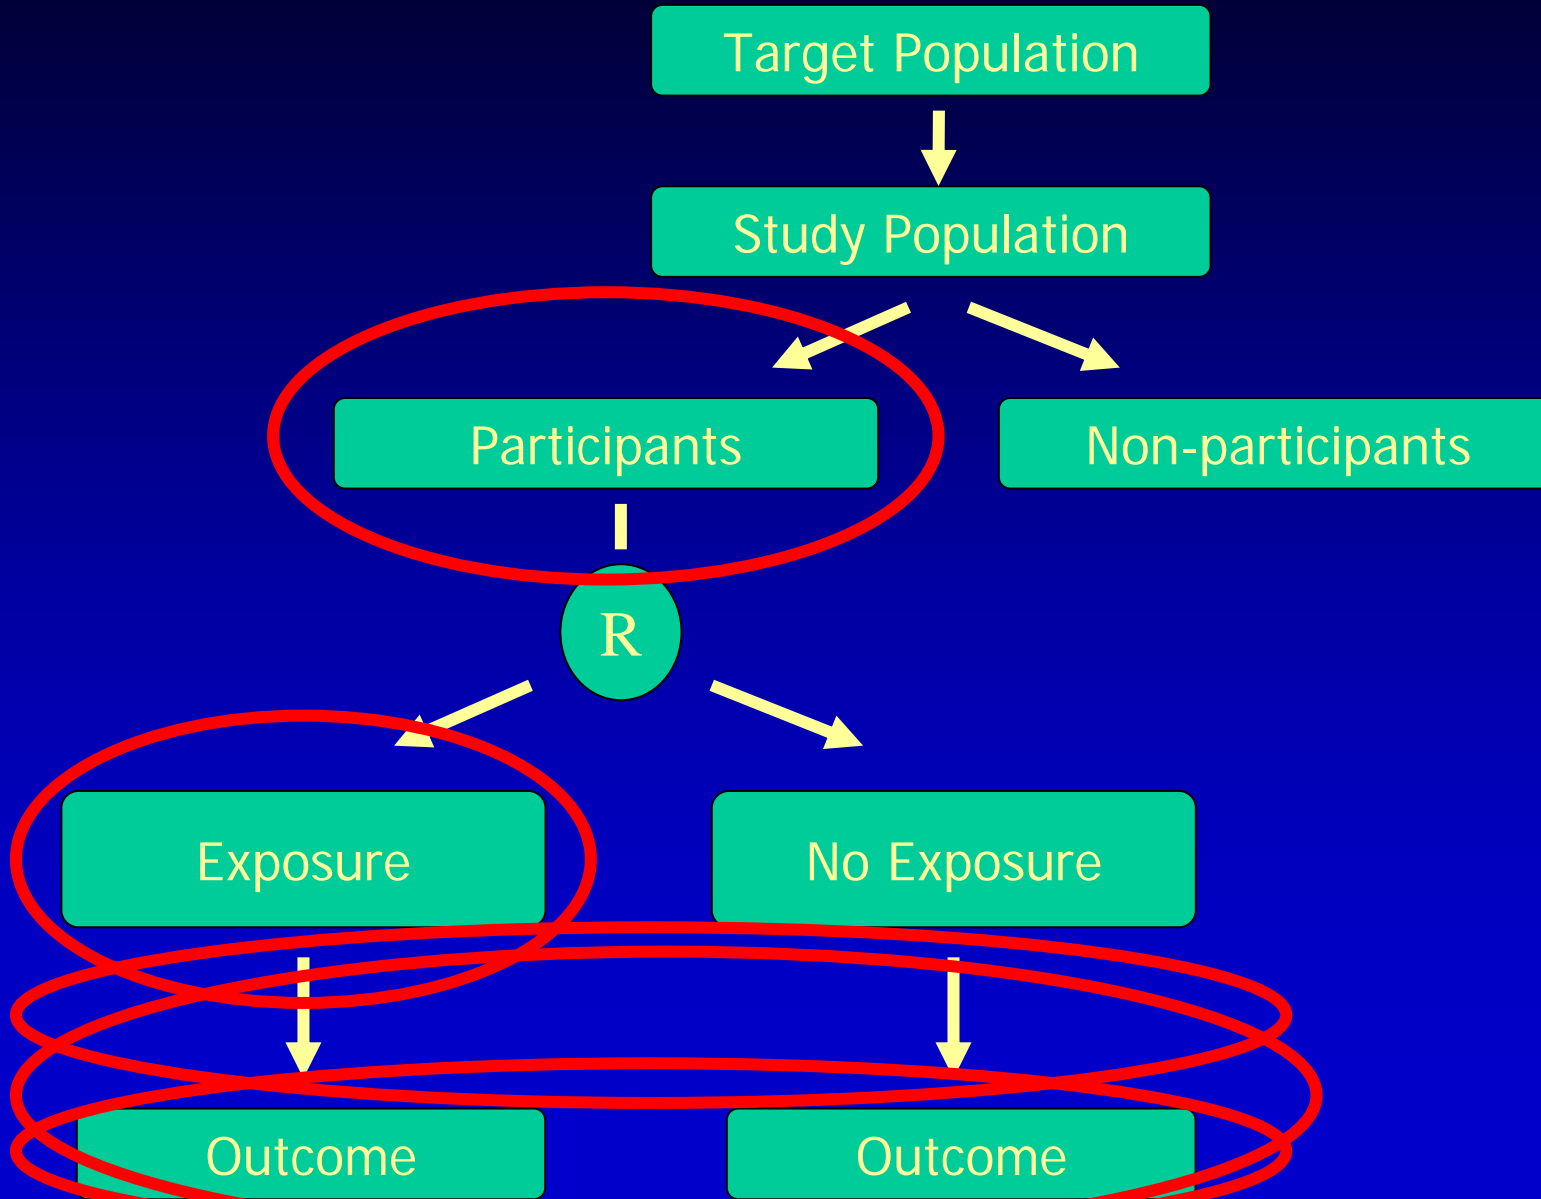 Target Population
Study Population
Participants
Non-participants
R
Exposure
No Exposure
Outcome
Outcome